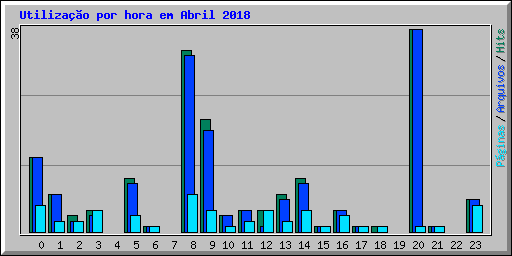 Utilização por hora em Abril 2018
38
Páginas / Arquivos / Hits
0 1 2 3 4 5 6 7 8 9 10 11 12 13 14 15 16 17 18 19 20 21 22 23